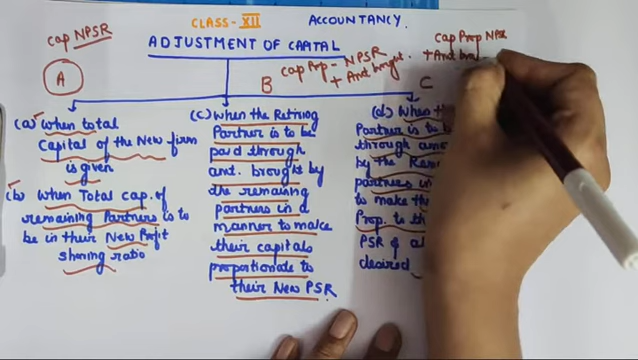 CLASS-XII ACCOUNTANCY.
Cap NPSR
ADJUSTMENT OF CAPITAL
A
B
Cap Prop - NPSR
+ Amt brought.
Cap Prop NPSR
+ Amt
C
(a) When total
Capital of the New firm
is given
(b) When Total cap. of
remaining Partners is to
be in their New Profit
sharing ratio
(c) When the Retiring
Partner is to be
paid through
amt. brought by
the remaining
partners in a
manner to make
their capitals
proportionate to
their New PSR.
(d) When
Partner is to
through
by the
partners in
to make
Prop. to
PSR &
desired